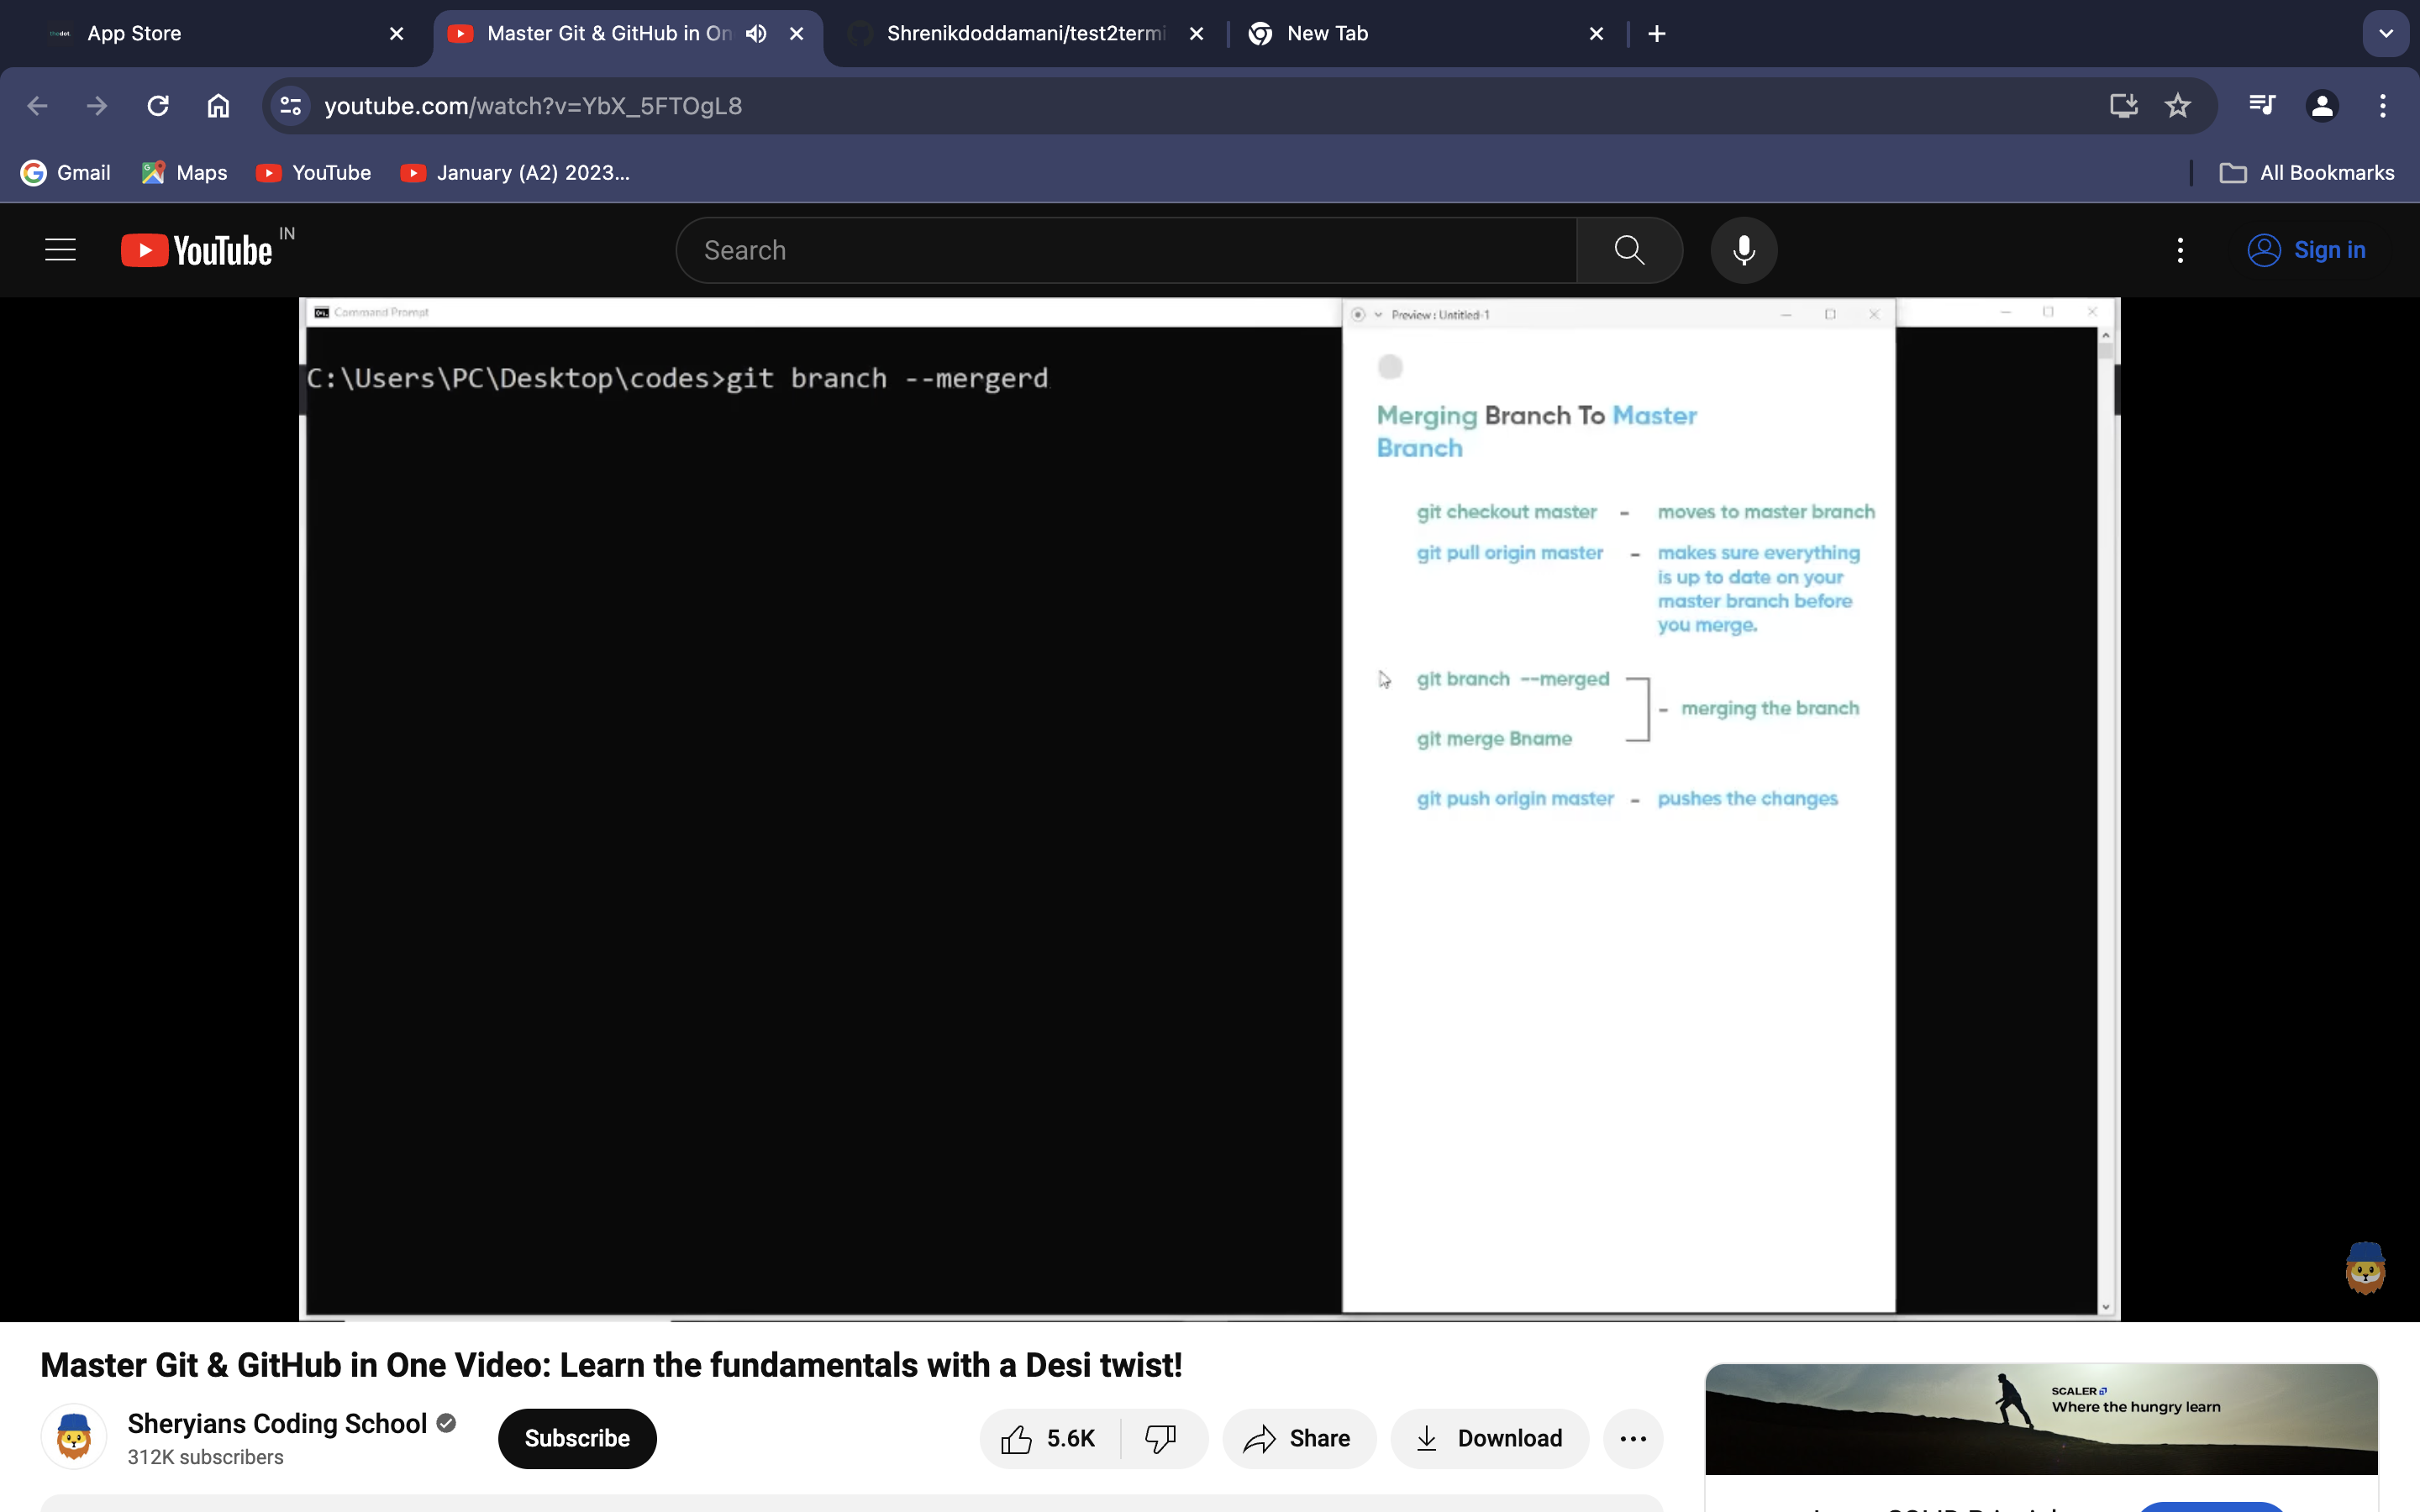 App Store
Master Git & GitHub in On
Shrenikdoddamani/test2termi
New Tab
youtube.com/watch?v=YbX_5FTOgL8
Gmail
Maps
YouTube
January (A2) 2023...
All Bookmarks
YouTube IN
Search
Sign in
Command Prompt
Preview : Untitled-1
C:\Users\PC\Desktop\codes>git branch --mergerd
Merging Branch To Master
Branch
git checkout master - moves to master branch
git pull origin master - makes sure everything
is up to date on your
master branch before
you merge.
git branch --merged
- merging the branch
git merge Bname
git push origin master - pushes the changes
Master Git & GitHub in One Video: Learn the fundamentals with a Desi twist!
Sheryians Coding School
312K subscribers
Subscribe
5.6K
Share
Download
SCALER
Where the hungry learn